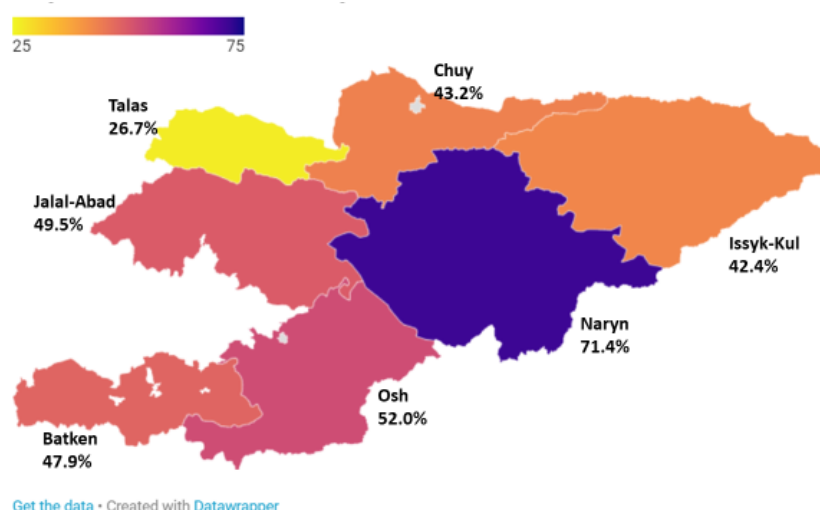 25 75
Chuy
43.2%
Talas
26.7%
Jalal-Abad
49.5%
Issyk-Kul
42.4%
Naryn
71.4%
Osh
52.0%
Batken
47.9%
Get the data • Created with Datawrapper